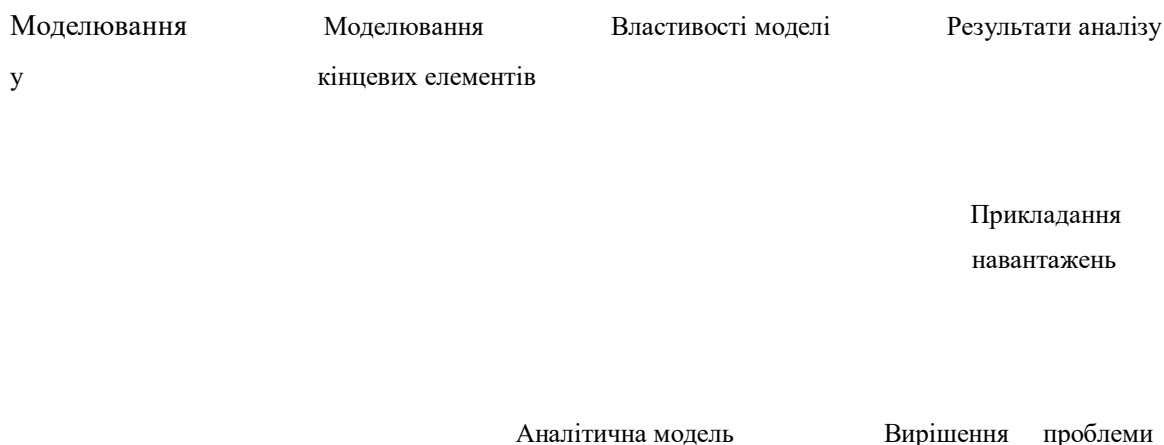 Моделювання Моделювання Властивості моделі Результати аналізу
у кінцевих елементів
Прикладання
навантажень
Аналітична модель Вирішення проблеми